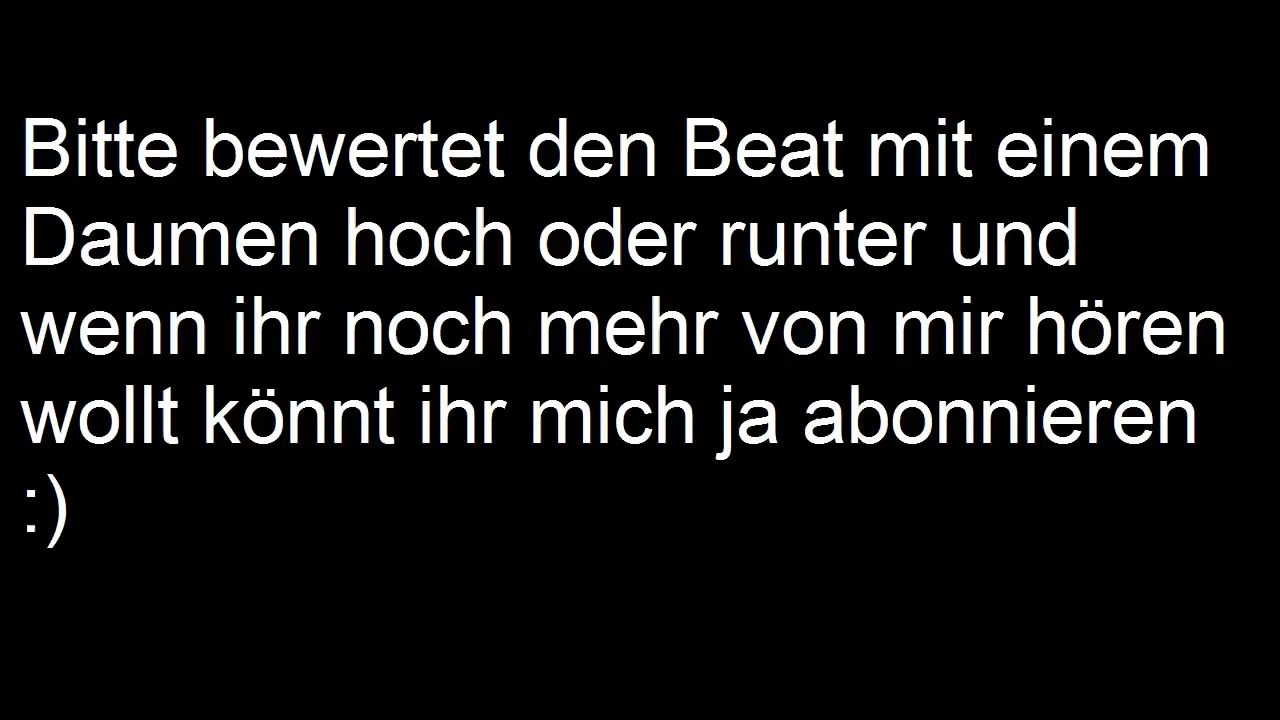 Bitte bewertet den Beat mit einem
Daumen hoch oder runter und
wenn ihr noch mehr von mir hören
wollt könnt ihr mich ja abonnieren
:)